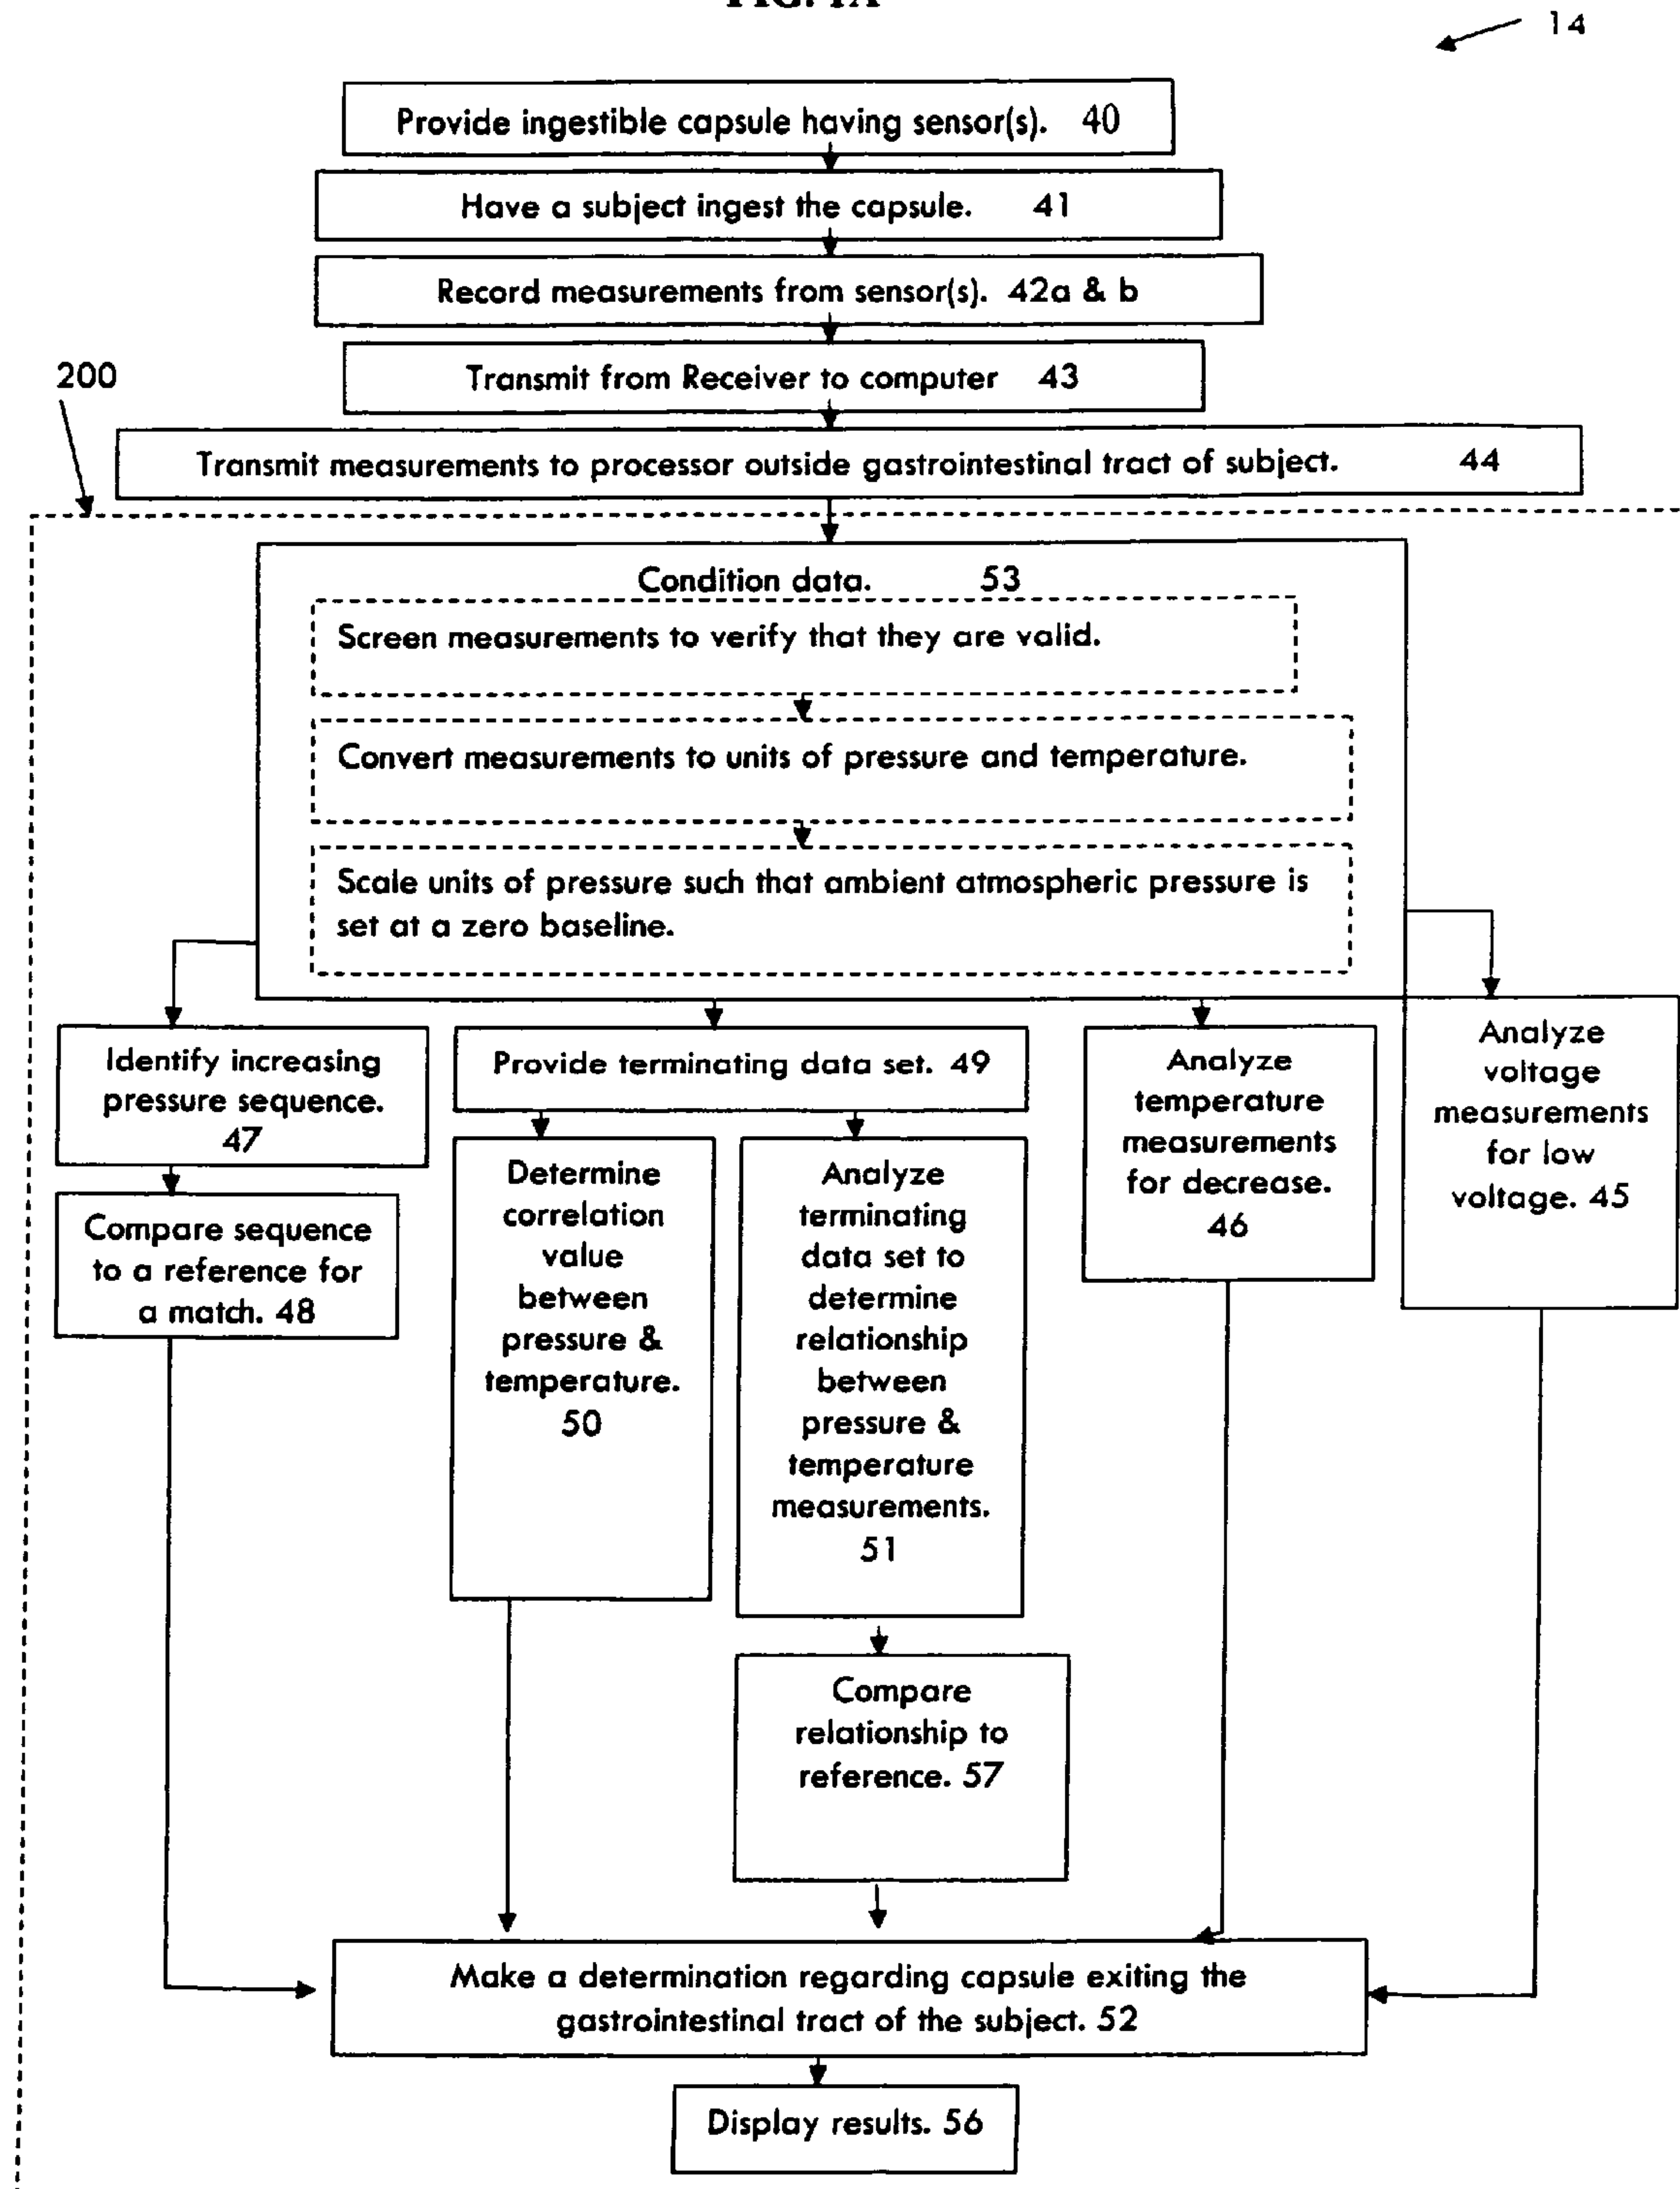 FIG. 1A
14
Provide ingestible capsule having sensor(s). 40
Have a subject ingest the capsule. 41
Record measurements from sensor(s). 42a & b
200
Transmit from Receiver to computer 43
Transmit measurements to processor outside gastrointestinal tract of subject. 44
Condition data. 53
Screen measurements to verify that they are valid.
Convert measurements to units of pressure and temperature.
Scale units of pressure such that ambient atmospheric pressure is
set at a zero baseline.
Identify increasing
pressure sequence.
47
Compare sequence
to a reference for
a match. 48
Provide terminating data set. 49
Determine
correlation
value
between
pressure &
temperature.
50
Analyze
terminating
data set to
determine
relationship
between
pressure &
temperature
measurements.
51
Compare
relationship to
reference. 57
Analyze
temperature
measurements
for decrease.
46
Analyze
voltage
measurements
for low
voltage. 45
Make a determination regarding capsule exiting the
gastrointestinal tract of the subject. 52
Display results. 56